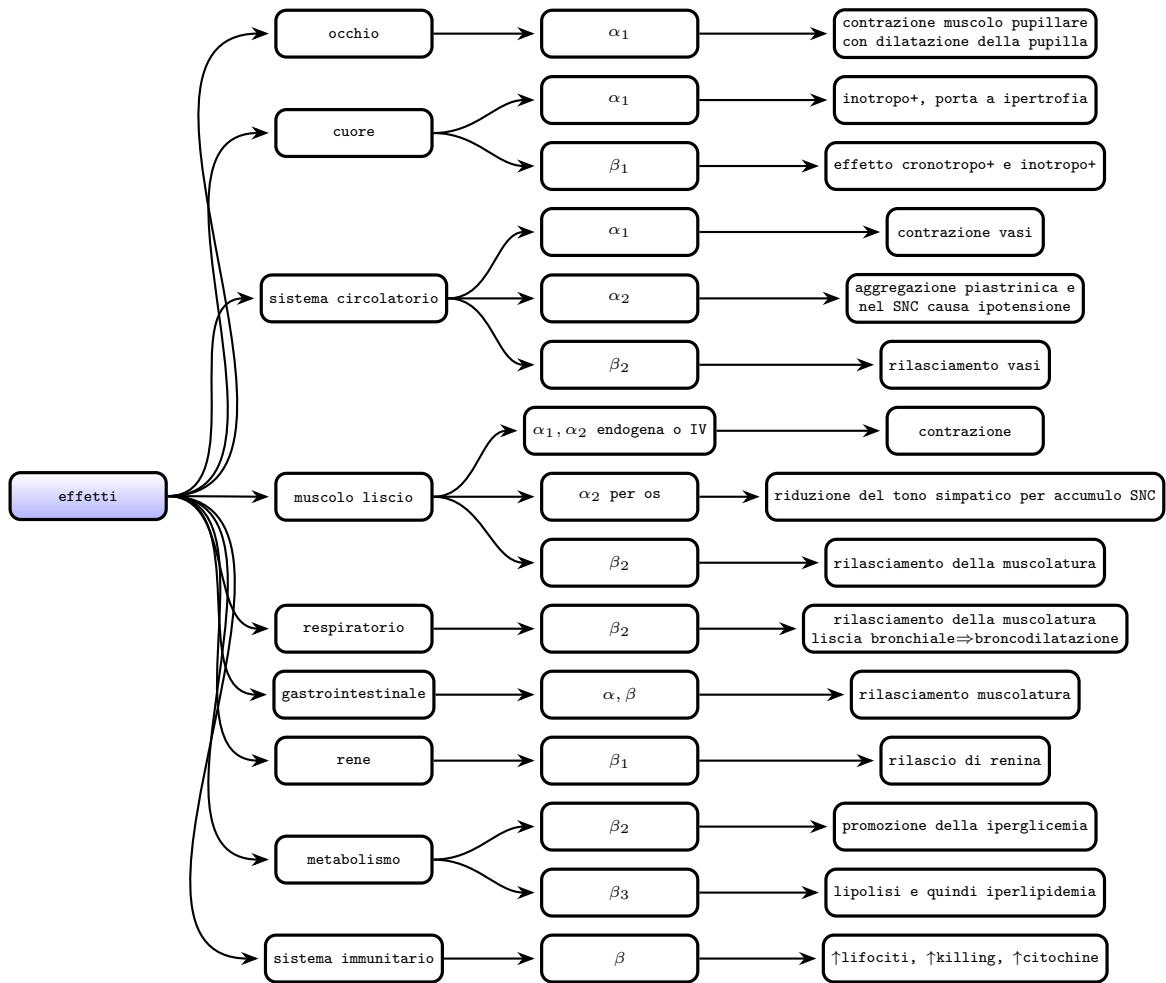 occhio
α1
contrazione muscolo pupillare
con dilatazione della pupilla
cuore
α1
inotropo+, porta a ipertrofia
β1
effetto cronotropo+ e inotropo+
sistema circolatorio
α1
contrazione vasi
α2
aggregazione piastrinica e
nel SNC causa ipotensione
β2
rilasciamento vasi
effetti
muscolo liscio
α1, α2 endogena o IV
contrazione
α2 per os
riduzione del tono simpatico per accumulo SNC
β2
rilasciamento della muscolatura
respiratorio
β2
rilasciamento della muscolatura
liscia bronchiale⇒broncodilatazione
gastrointestinale
α, β
rilasciamento muscolatura
rene
β1
rilascio di renina
metabolismo
β2
promozione della iperglicemia
β3
lipolisi e quindi iperlipidemia
sistema immunitario
β
↑lifociti, ↑killing, ↑citochine